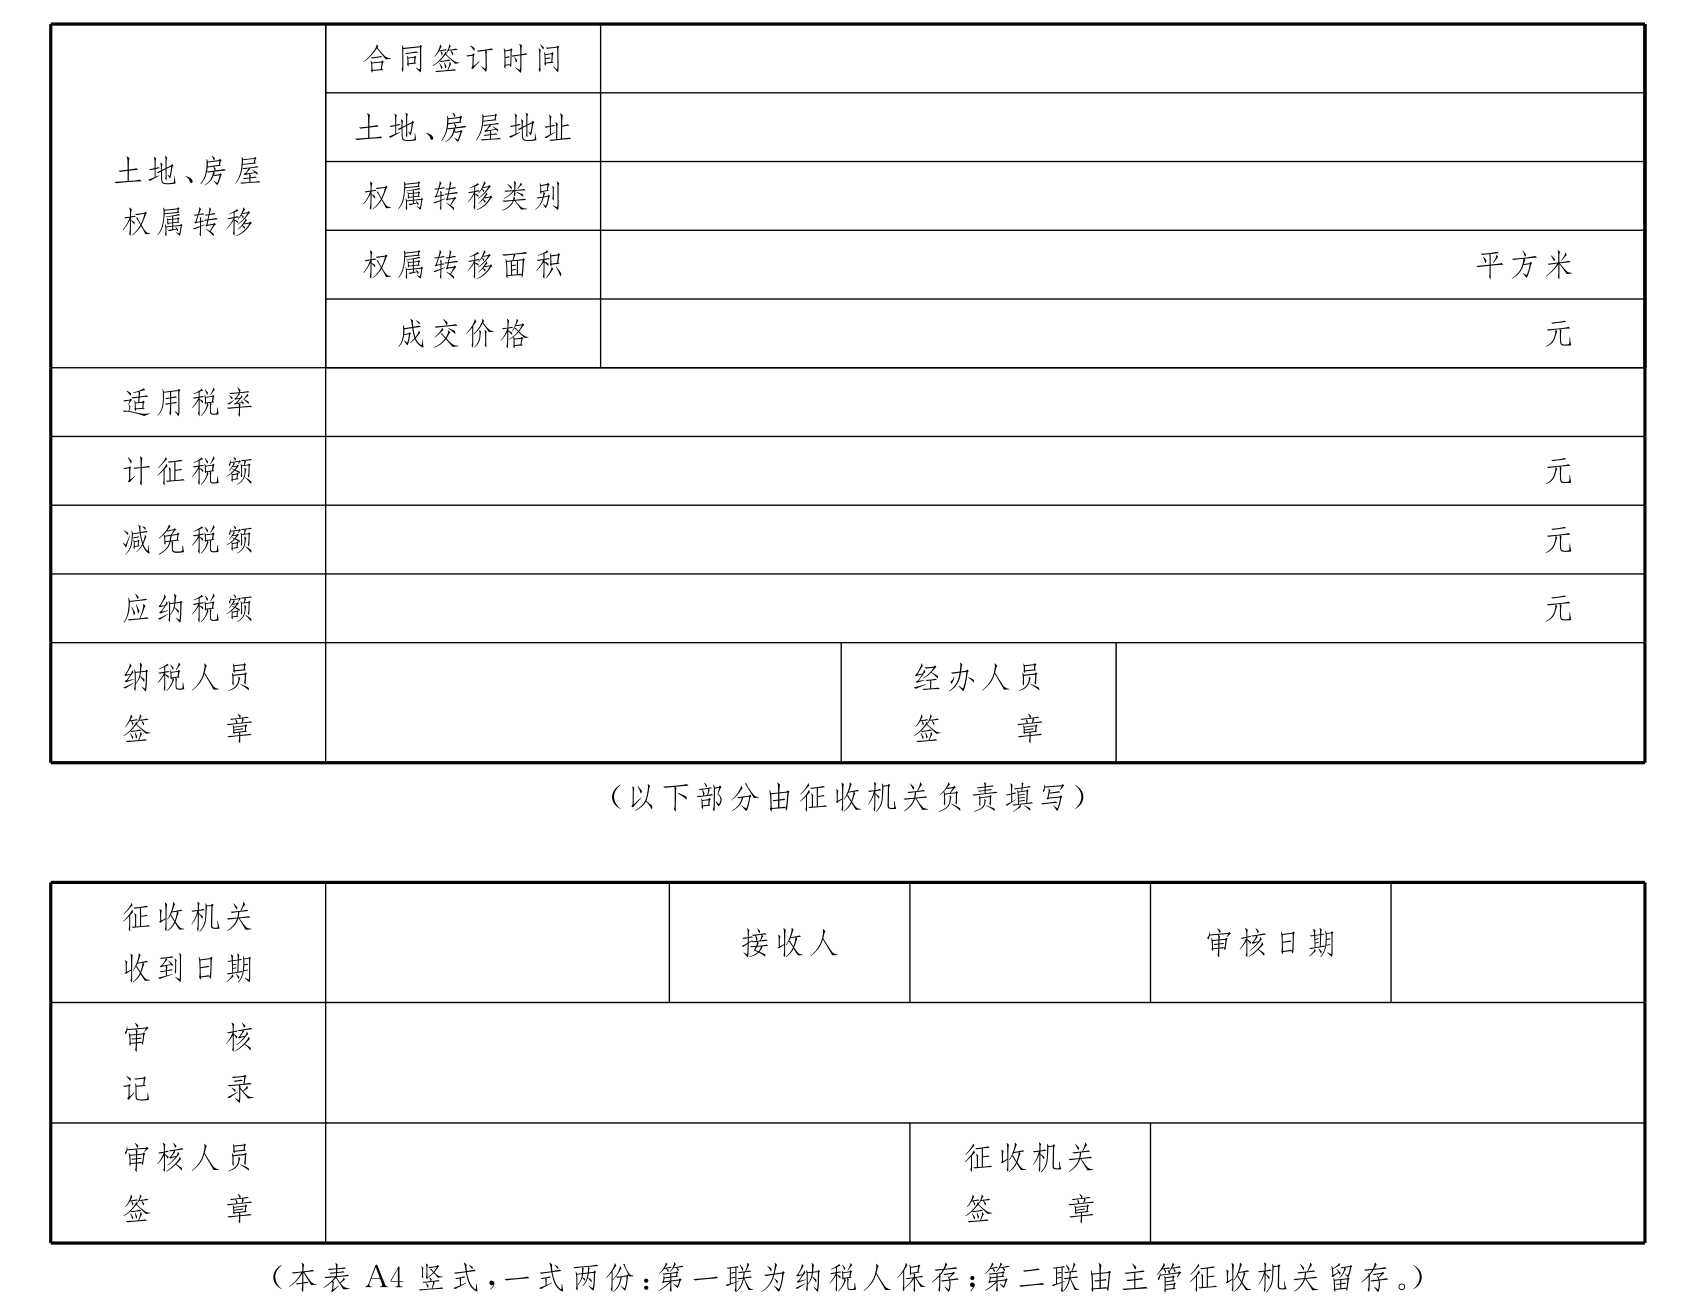 合同签订时间
土地、房屋地址
土地、房屋
权属转移
权属转移类别
权属转移面积 平方米
成交价格 元
适用税率
计征税额 元
减免税额 元
应纳税额 元
纳税人员 经办人员
签 章 签 章
（以下部分由征收机关负责填写）
征收机关
收到日期 接收人 审核日期
审 核
记 录
审核人员 征收机关
签 章 签 章
（本表 A4 竖式，一式两份：第一联为纳税人保存；第二联由主管征收机关留存。）